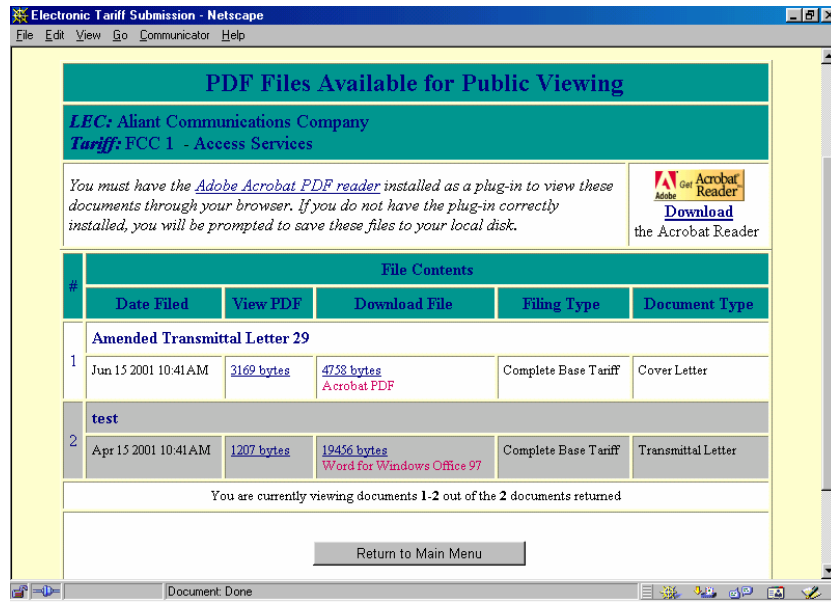 Electronic Tariff Submission - Netscape
File Edit View Go Communicator Help
PDF Files Available for Public Viewing
LEC: Aliant Communications Company
Tariff: FCC 1 - Access Services
You must have the Adobe Acrobat PDF reader installed as a plug-in to view these
documents through your browser. If you do not have the plug-in correctly
installed, you will be prompted to save these files to your local disk.
Adobe Get Acrobat Reader
Download
the Acrobat Reader
# File Contents
Date Filed View PDF Download File Filing Type Document Type
1 Amended Transmittal Letter 29
Jun 15 2001 10:41AM 3169 bytes 4758 bytes Complete Base Tariff Cover Letter
Acrobat PDF
2 test
Apr 15 2001 10:41AM 1207 bytes 19456 bytes Complete Base Tariff Transmittal Letter
Word for Windows Office 97
You are currently viewing documents 1-2 out of the 2 documents returned
Return to Main Menu
Document: Done